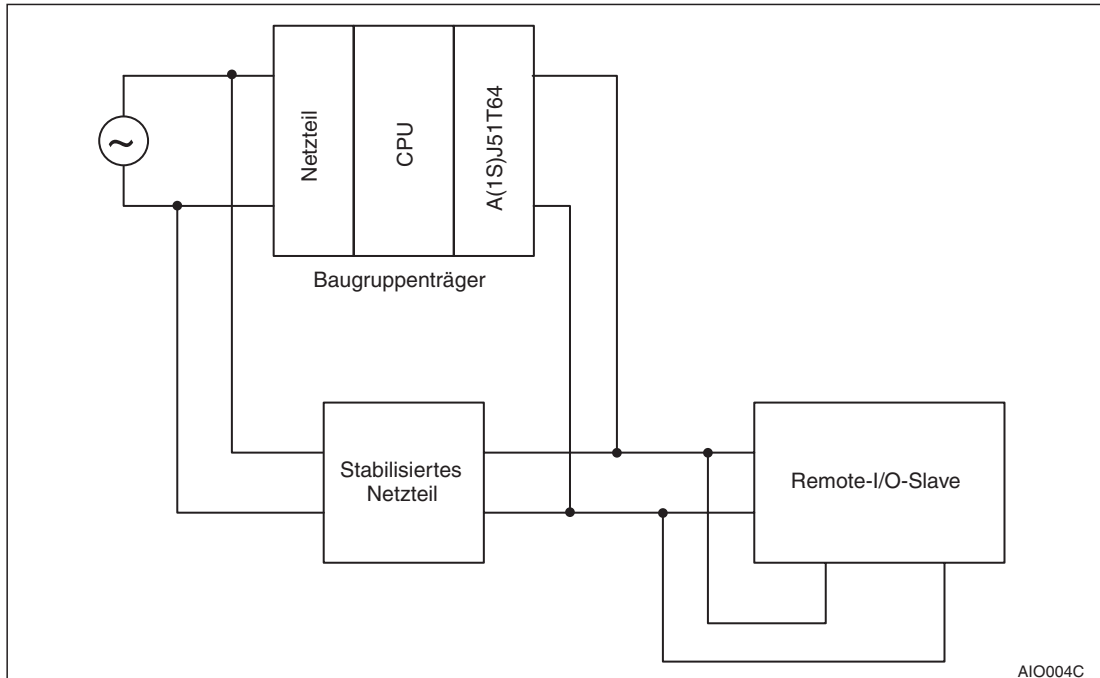 Netzteil
CPU
A(1S)J51T64
~
Baugruppenträger
Stabilisiertes
Netzteil
Remote-I/O-Slave
AIO004C